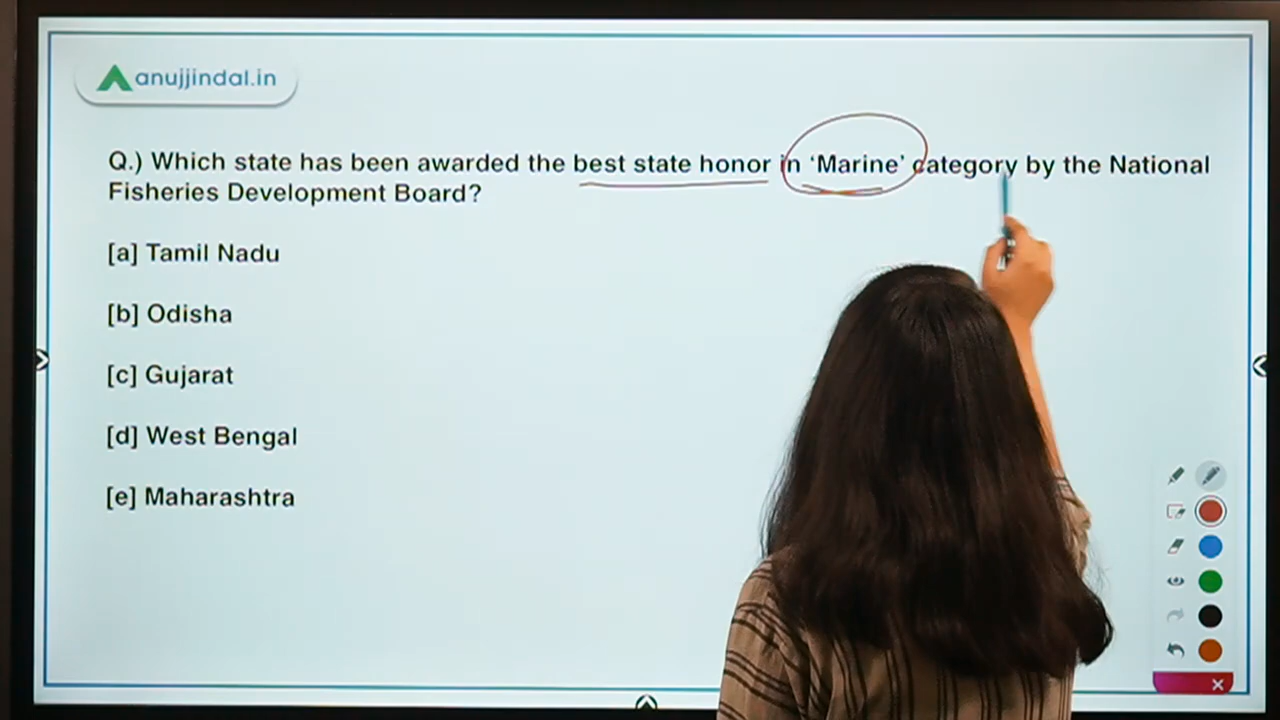 anujjindal.in
Q.) Which state has been awarded the best state honor in ‘Marine’ category by the National
Fisheries Development Board?
[a] Tamil Nadu
[b] Odisha
[c] Gujarat
[d] West Bengal
[e] Maharashtra